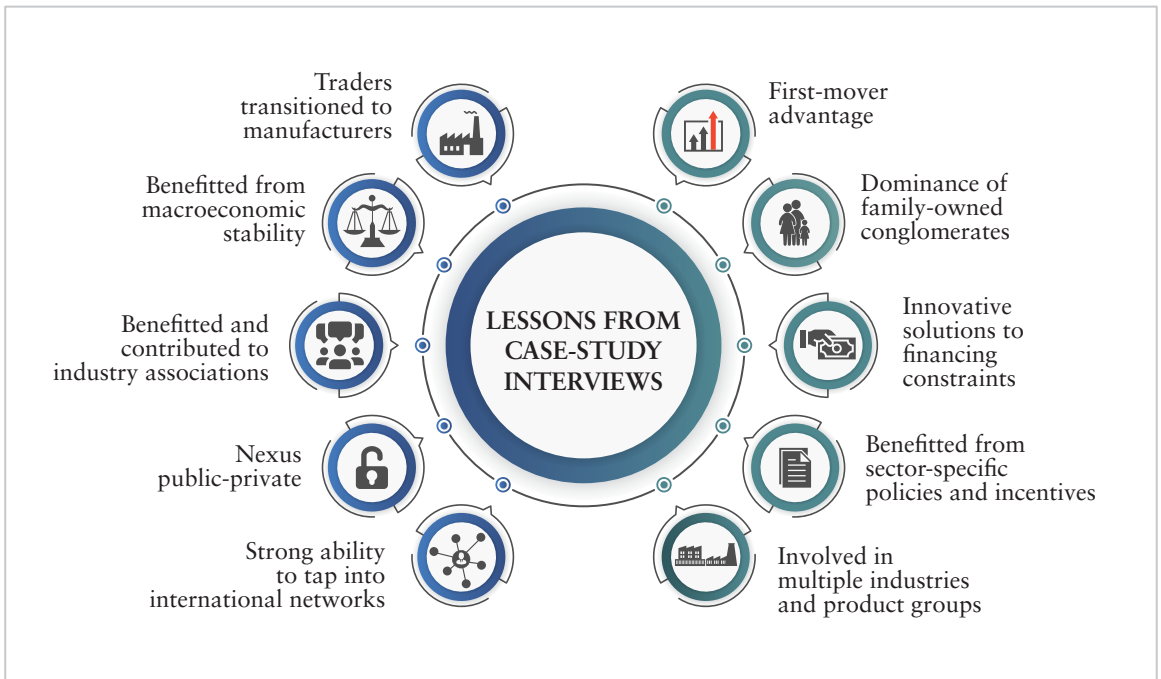 Traders
transitioned to
manufacturers
Benefitted from
macroeconomic
stability
Benefitted and
contributed to
industry associations
Nexus
public-private
Strong ability
to tap into
international networks
LESSONS FROM
CASE-STUDY
INTERVIEWS
First-mover
advantage
Dominance of
family-owned
conglomerates
Innovative
solutions to
financing
constraints
Benefitted from
sector-specific
policies and incentives
Involved in
multiple industries
and product groups